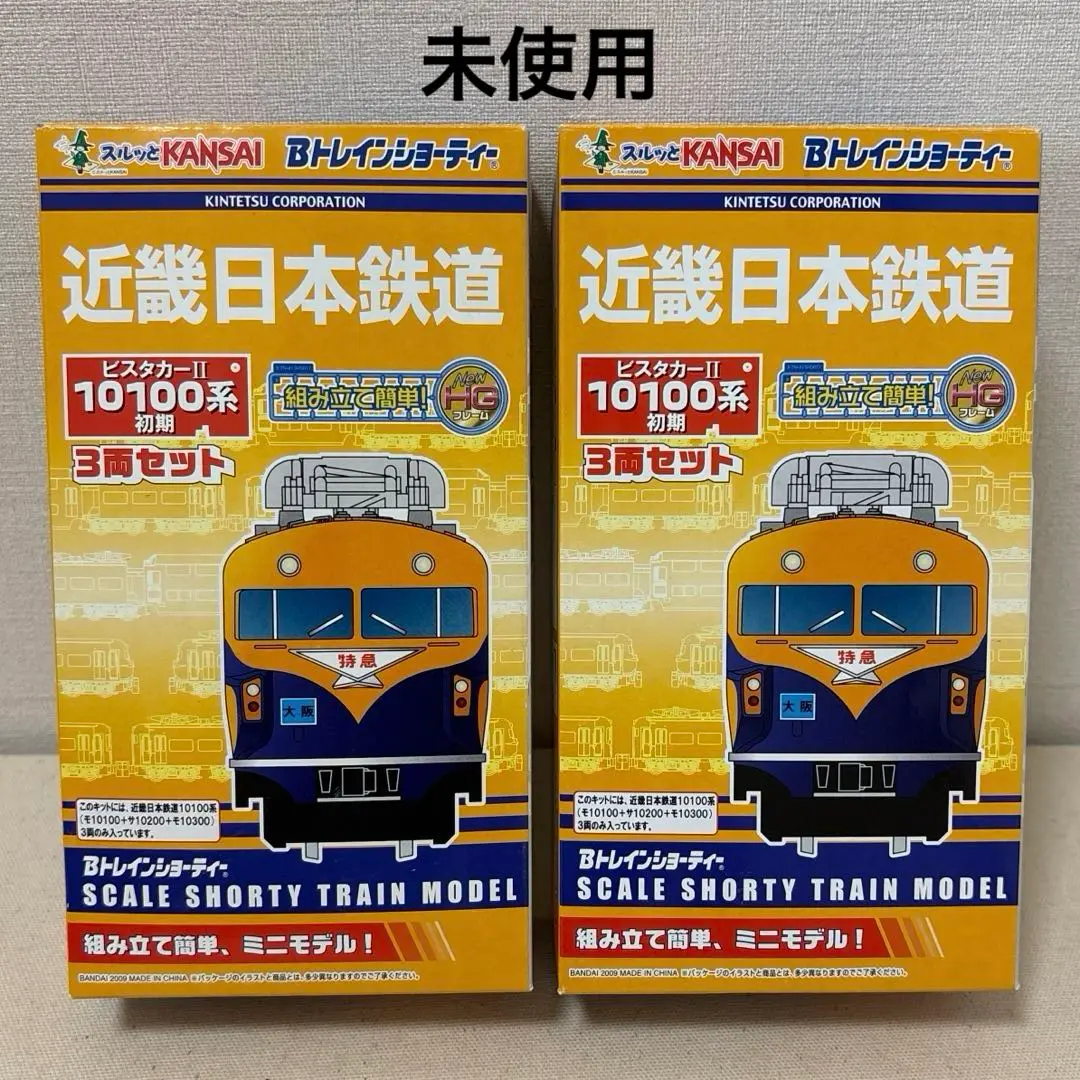 未使用
スルッとKANSAI Bトレインショーティー®
KINTETSU CORPORATION
近畿日本鉄道
ビスタカーII
10100系
初期
組み立て簡単!
New
HG
フレーム
3両セット
特急
大阪
このキットには、近畿日本鉄道10100系
(モ10100+サ10200+モ10300)
3両のみ入っています。
Bトレインショーティー®
SCALE SHORTY TRAIN MODEL
組み立て簡単、ミニモデル!
BANDAI 2009 MADE IN CHINA ※パッケージのイラストと商品とは、多少異なりますのでご了承ください。
スルッとKANSAI Bトレインショーティー®
KINTETSU CORPORATION
近畿日本鉄道
ビスタカーII
10100系
初期
組み立て簡単!
New
HG
フレーム
3両セット
特急
大阪
このキットには、近畿日本鉄道10100系
(モ10100+サ10200+モ10300)
3両のみ入っています。
Bトレインショーティー®
SCALE SHORTY TRAIN MODEL
組み立て簡単、ミニモデル!
BANDAI 2009 MADE IN CHINA ※パッケージのイラストと商品とは、多少異なりますのでご了承ください。